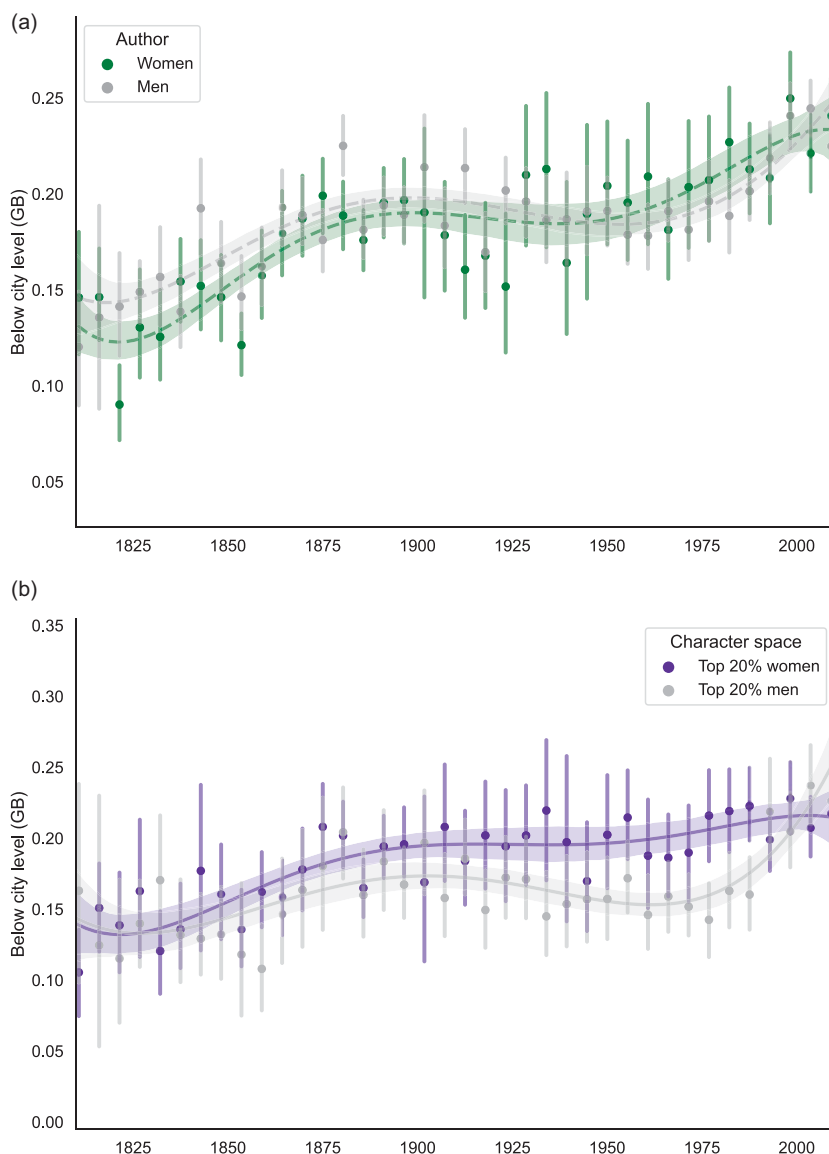 (a)
Author
Women
Men
Below city level (GB)
0.25
0.20
0.15
0.10
0.05
1825 1850 1875 1900 1925 1950 1975 2000
(b)
Character space
Top 20% women
Top 20% men
Below city level (GB)
0.35
0.30
0.25
0.20
0.15
0.10
0.05
0.00
1825 1850 1875 1900 1925 1950 1975 2000